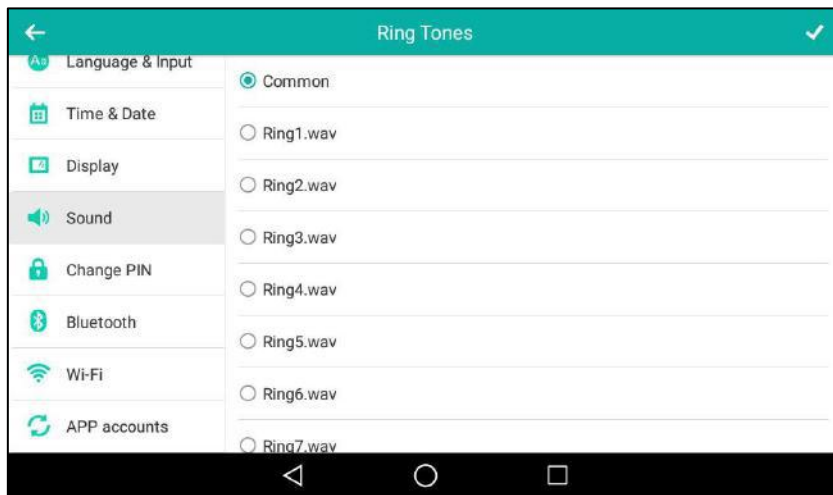 Ring Tones
Language & Input
Time & Date
Display
Sound
Change PIN
Bluetooth
Wi-Fi
APP accounts
Common
Ring1.wav
Ring2.wav
Ring3.wav
Ring4.wav
Ring5.wav
Ring6.wav
Ring7.wav